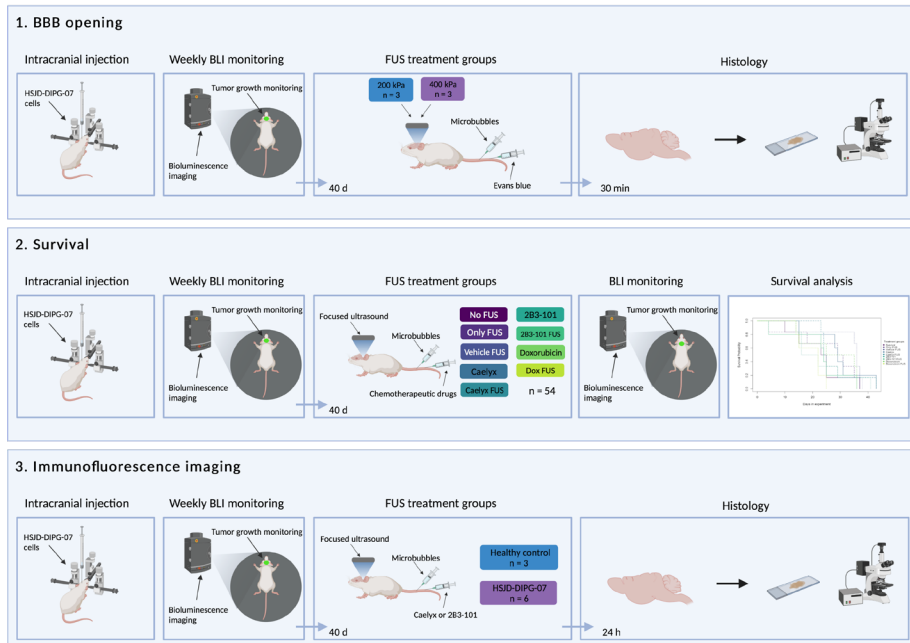 1. BBB opening
Intracranial injection
Weekly BLI monitoring
FUS treatment groups
Histology
HSJD-DIPG-07
cells
Tumor growth monitoring
Bioluminescence
imaging
200 kPa
n = 3
400 kPa
n = 3
Microbubbles
Evans blue
40 d
30 min
2. Survival
Intracranial injection
Weekly BLI monitoring
FUS treatment groups
BLI monitoring
Survival analysis
HSJD-DIPG-07
cells
Tumor growth monitoring
Bioluminescence
imaging
Focused ultrasound
Microbubbles
Chemotherapeutic drugs
No FUS
2B3-101
Only FUS
2B3-101 FUS
Vehicle FUS
Doxorubicin
Caelyx
Dox FUS
Caelyx FUS
n = 54
Tumor growth monitoring
Bioluminescence
imaging
40 d
3. Immunofluorescence imaging
Intracranial injection
Weekly BLI monitoring
FUS treatment groups
Histology
HSJD-DIPG-07
cells
Tumor growth monitoring
Bioluminescence
imaging
Focused ultrasound
Microbubbles
Caelyx or 2B3-101
Healthy control
n = 3
HSJD-DIPG-07
n = 6
40 d
24 h